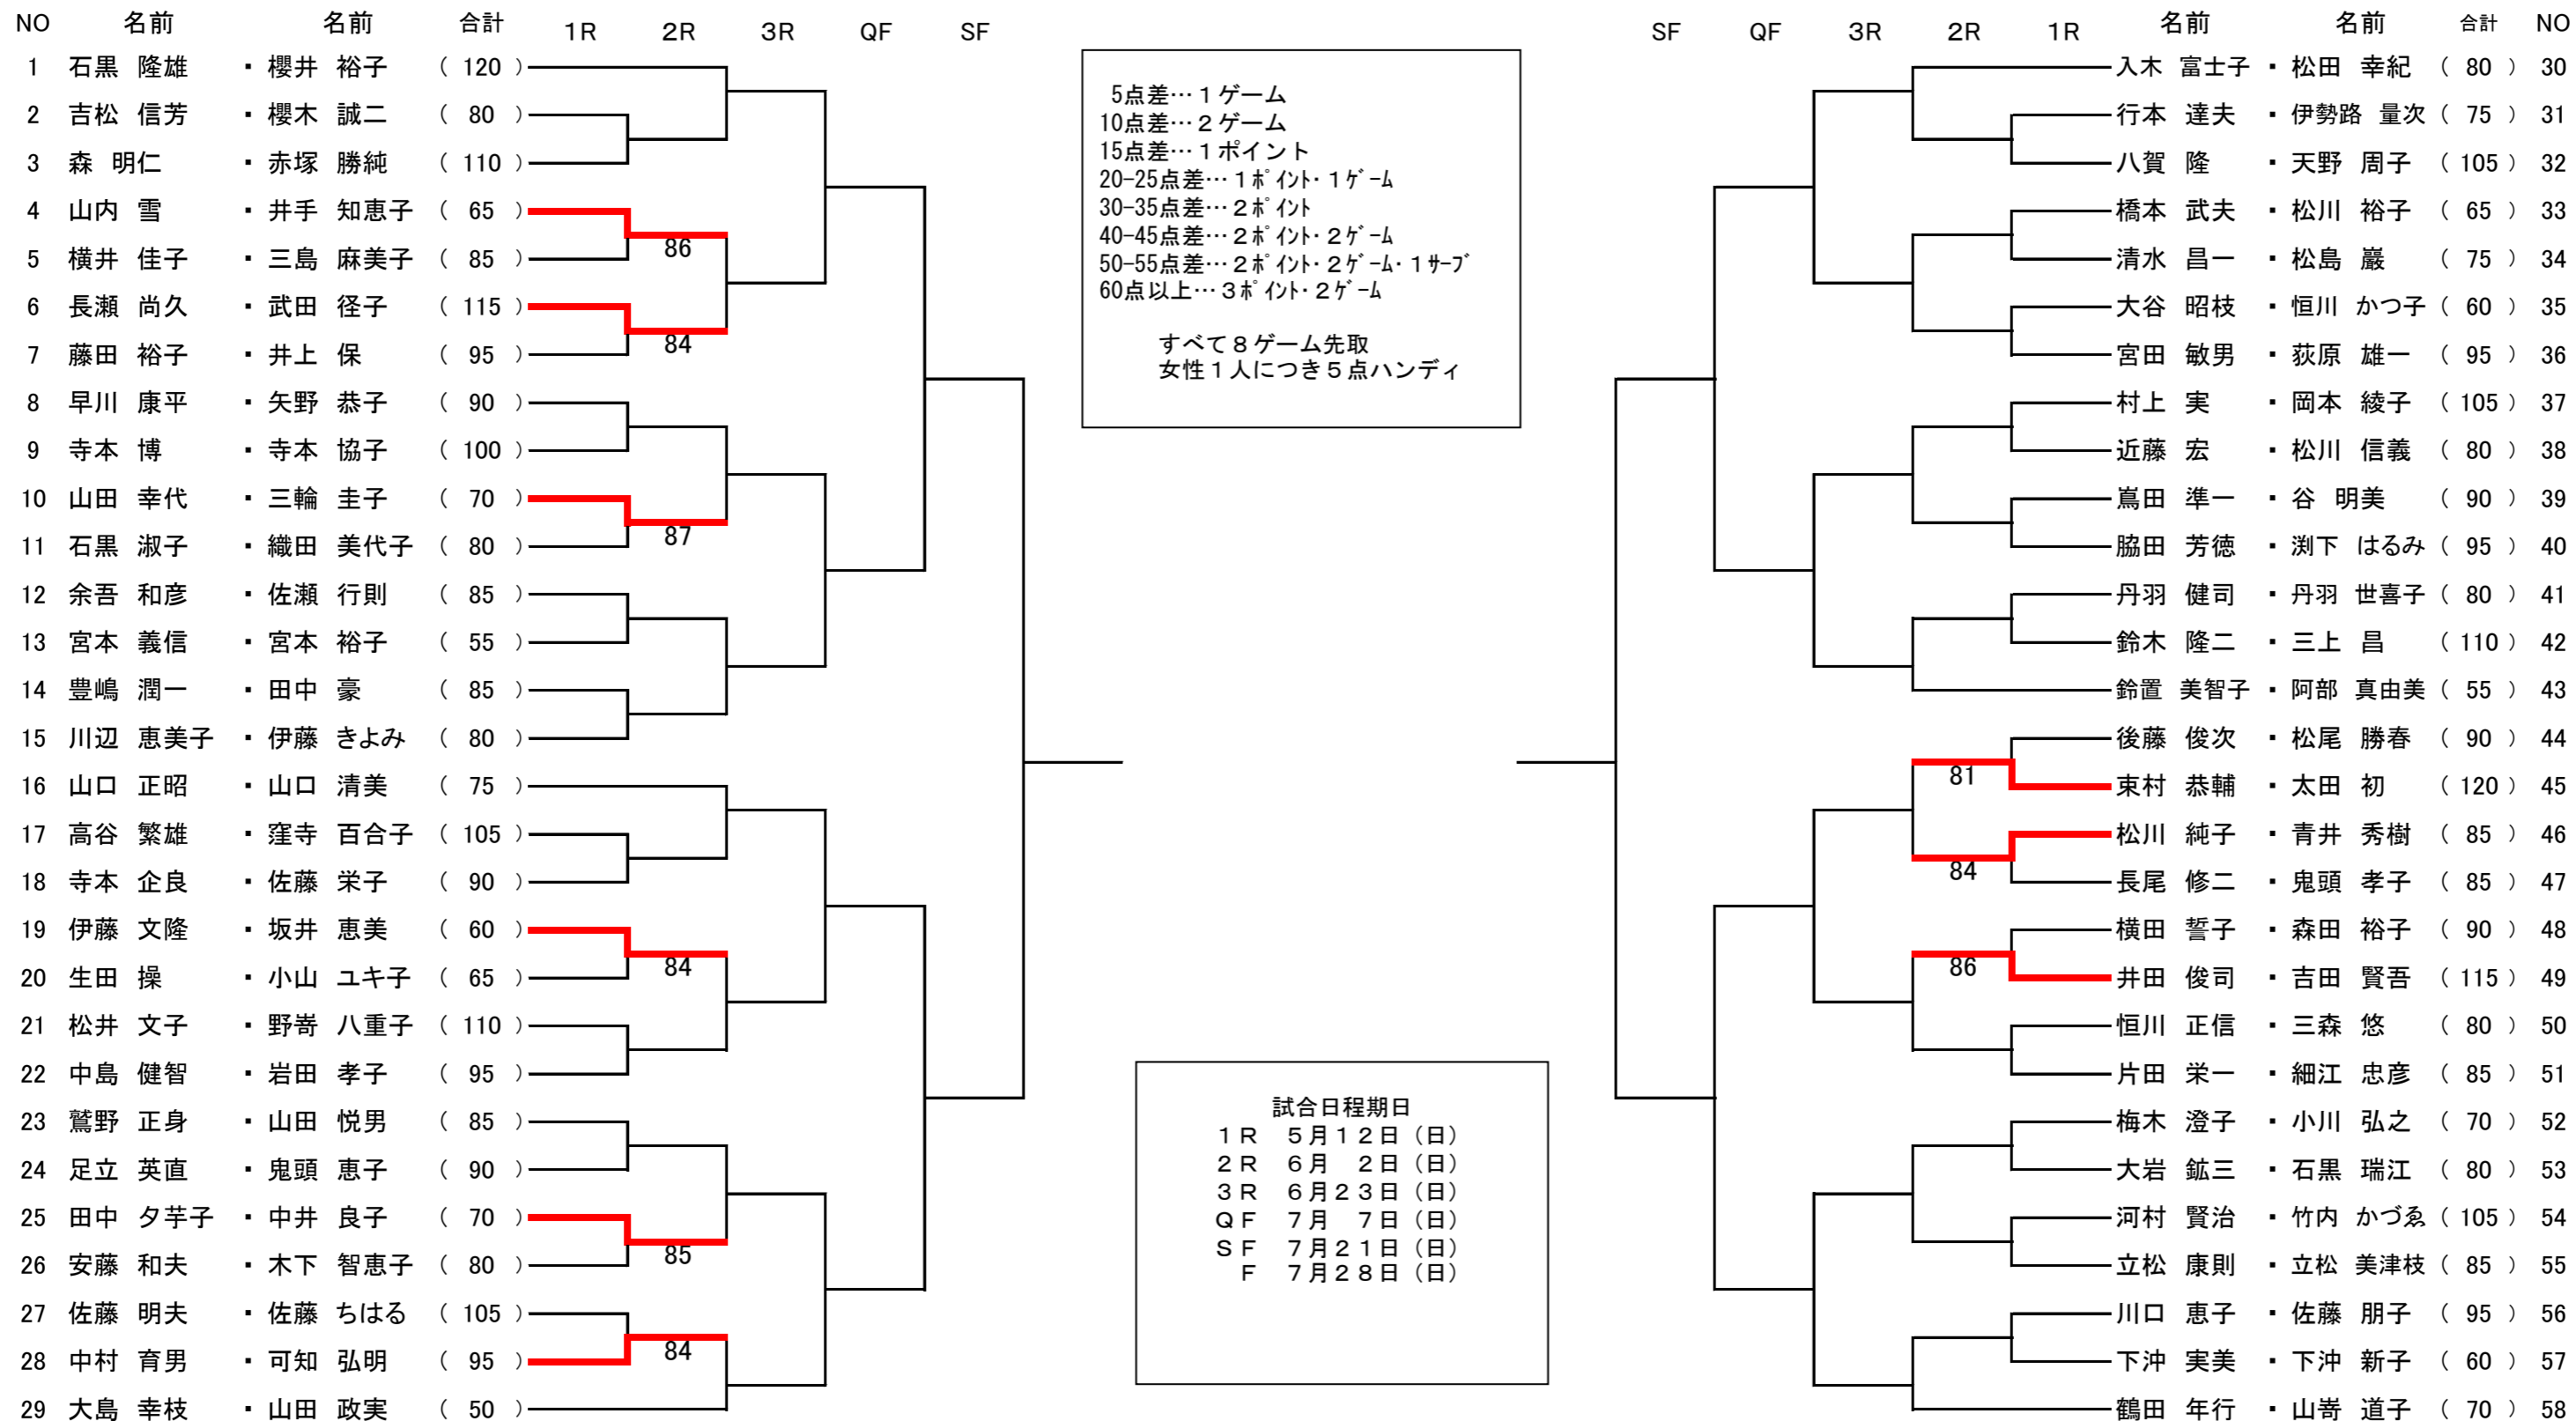 NO 名前 名前 合計 1R 2R 3R QF SF
1 石黒 隆雄 ・ 櫻井 裕子 ( 120 )
2 吉松 信芳 ・ 櫻木 誠二 ( 80 )
3 森 明仁 ・ 赤塚 勝純 ( 110 )
4 山内 雪 ・ 井手 知恵子 ( 65 )
86
5 横井 佳子 ・ 三島 麻美子 ( 85 )
6 長瀬 尚久 ・ 武田 径子 ( 115 )
84
7 藤田 裕子 ・ 井上 保 ( 95 )
8 早川 康平 ・ 矢野 恭子 ( 90 )
9 寺本 博 ・ 寺本 協子 ( 100 )
10 山田 幸代 ・ 三輪 圭子 ( 70 )
87
11 石黒 淑子 ・ 織田 美代子 ( 80 )
12 余吾 和彦 ・ 佐瀬 行則 ( 85 )
13 宮本 義信 ・ 宮本 裕子 ( 55 )
14 豊嶋 潤一 ・ 田中 豪 ( 85 )
15 川辺 恵美子 ・ 伊藤 きよみ ( 80 )
16 山口 正昭 ・ 山口 清美 ( 75 )
17 高谷 繁雄 ・ 窪寺 百合子 ( 105 )
18 寺本 企良 ・ 佐藤 栄子 ( 90 )
19 伊藤 文隆 ・ 坂井 恵美 ( 60 )
84
20 生田 操 ・ 小山 ユキ子 ( 65 )
21 松井 文子 ・ 野嵜 八重子 ( 110 )
22 中島 健智 ・ 岩田 孝子 ( 95 )
23 鷲野 正身 ・ 山田 悦男 ( 85 )
24 足立 英直 ・ 鬼頭 恵子 ( 90 )
25 田中 夕芋子 ・ 中井 良子 ( 70 )
85
26 安藤 和夫 ・ 木下 智恵子 ( 80 )
27 佐藤 明夫 ・ 佐藤 ちはる ( 105 )
84
28 中村 育男 ・ 可知 弘明 ( 95 )
29 大島 幸枝 ・ 山田 政実 ( 50 )
5点差…1ゲーム
10点差…2ゲーム
15点差…1ポイント
20-25点差…1ﾎﾟｲﾝﾄ・1ｹﾞｰﾑ
30-35点差…2ﾎﾟｲﾝﾄ
40-45点差…2ﾎﾟｲﾝﾄ・2ｹﾞｰﾑ
50-55点差…2ﾎﾟｲﾝﾄ・2ｹﾞｰﾑ・1ｻｰﾌﾞ
60点以上…3ﾎﾟｲﾝﾄ・2ｹﾞｰﾑ
すべて8ゲーム先取
女性1人につき5点ハンディ
試合日程期日
1R 5月12日(日)
2R 6月 2日(日)
3R 6月23日(日)
QF 7月 7日(日)
SF 7月21日(日)
F 7月28日(日)
SF QF 3R 2R 1R 名前 名前 合計 NO
入木 富士子 ・ 松田 幸紀 ( 80 ) 30
行本 達夫 ・ 伊勢路 量次 ( 75 ) 31
八賀 隆 ・ 天野 周子 ( 105 ) 32
橋本 武夫 ・ 松川 裕子 ( 65 ) 33
清水 昌一 ・ 松島 巖 ( 75 ) 34
大谷 昭枝 ・ 恒川 かつ子 ( 60 ) 35
宮田 敏男 ・ 荻原 雄一 ( 95 ) 36
村上 実 ・ 岡本 綾子 ( 105 ) 37
近藤 宏 ・ 松川 信義 ( 80 ) 38
嶌田 準一 ・ 谷 明美 ( 90 ) 39
脇田 芳徳 ・ 渕下 はるみ ( 95 ) 40
丹羽 健司 ・ 丹羽 世喜子 ( 80 ) 41
鈴木 隆二 ・ 三上 昌 ( 110 ) 42
鈴置 美智子 ・ 阿部 真由美 ( 55 ) 43
後藤 俊次 ・ 松尾 勝春 ( 90 ) 44
81
束村 恭輔 ・ 太田 初 ( 120 ) 45
松川 純子 ・ 青井 秀樹 ( 85 ) 46
84
長尾 修二 ・ 鬼頭 孝子 ( 85 ) 47
横田 誓子 ・ 森田 裕子 ( 90 ) 48
86
井田 俊司 ・ 吉田 賢吾 ( 115 ) 49
恒川 正信 ・ 三森 悠 ( 80 ) 50
片田 栄一 ・ 細江 忠彦 ( 85 ) 51
梅木 澄子 ・ 小川 弘之 ( 70 ) 52
大岩 鉱三 ・ 石黒 瑞江 ( 80 ) 53
河村 賢治 ・ 竹内 かづゑ ( 105 ) 54
立松 康則 ・ 立松 美津枝 ( 85 ) 55
川口 恵子 ・ 佐藤 朋子 ( 95 ) 56
下沖 実美 ・ 下沖 新子 ( 60 ) 57
鶴田 年行 ・ 山嵜 道子 ( 70 ) 58